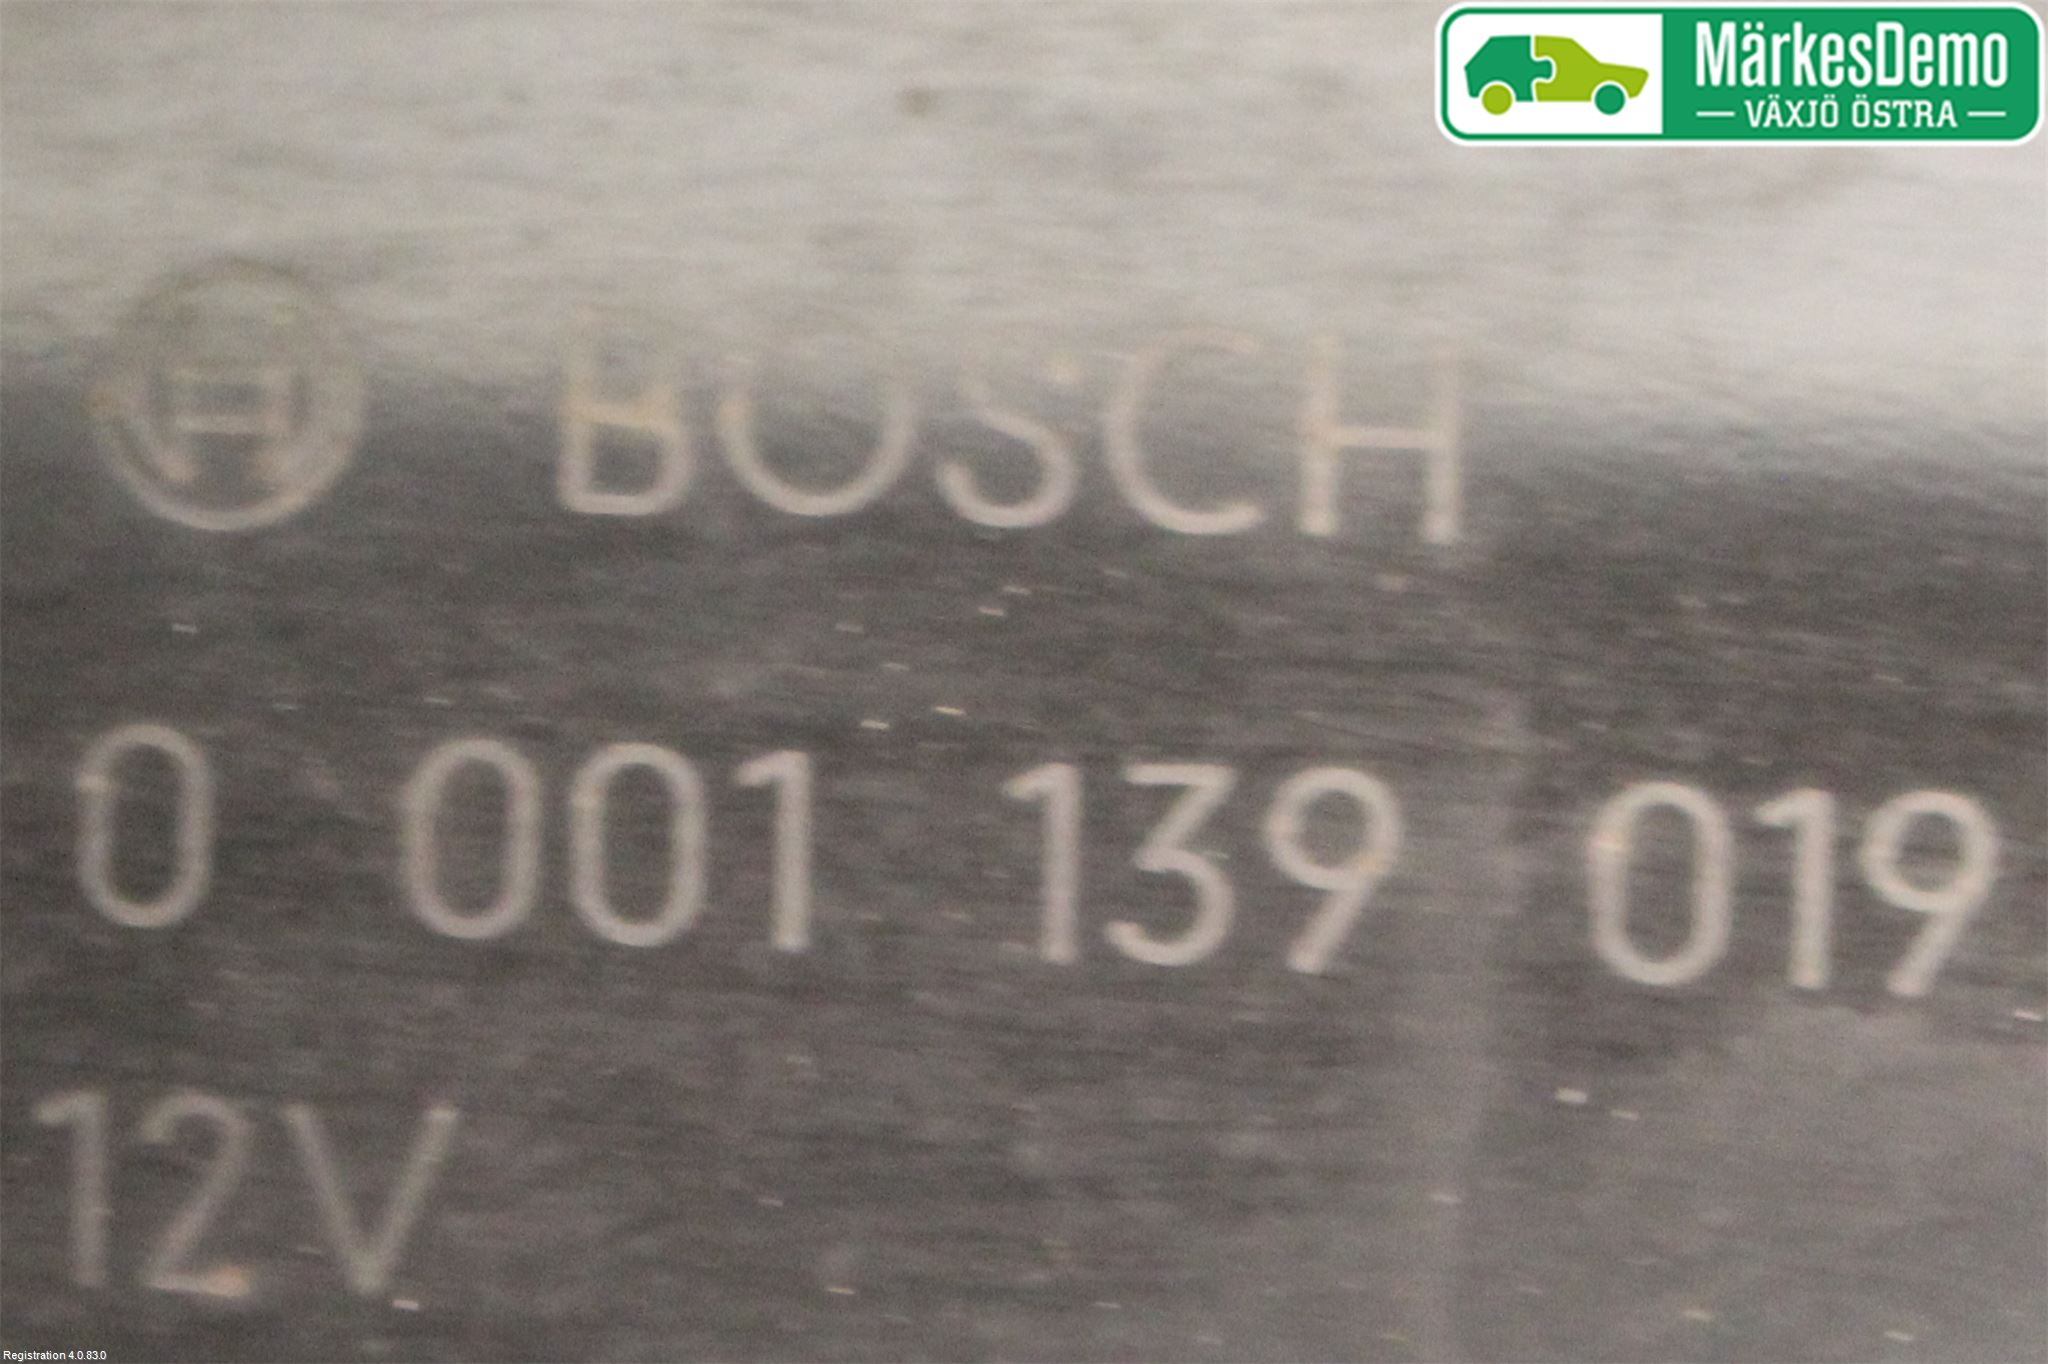 MärkesDemo
VÄXJÖ ÖSTRA
BOSCH
0 001 139 019
12V
Registration 4.0.83.0